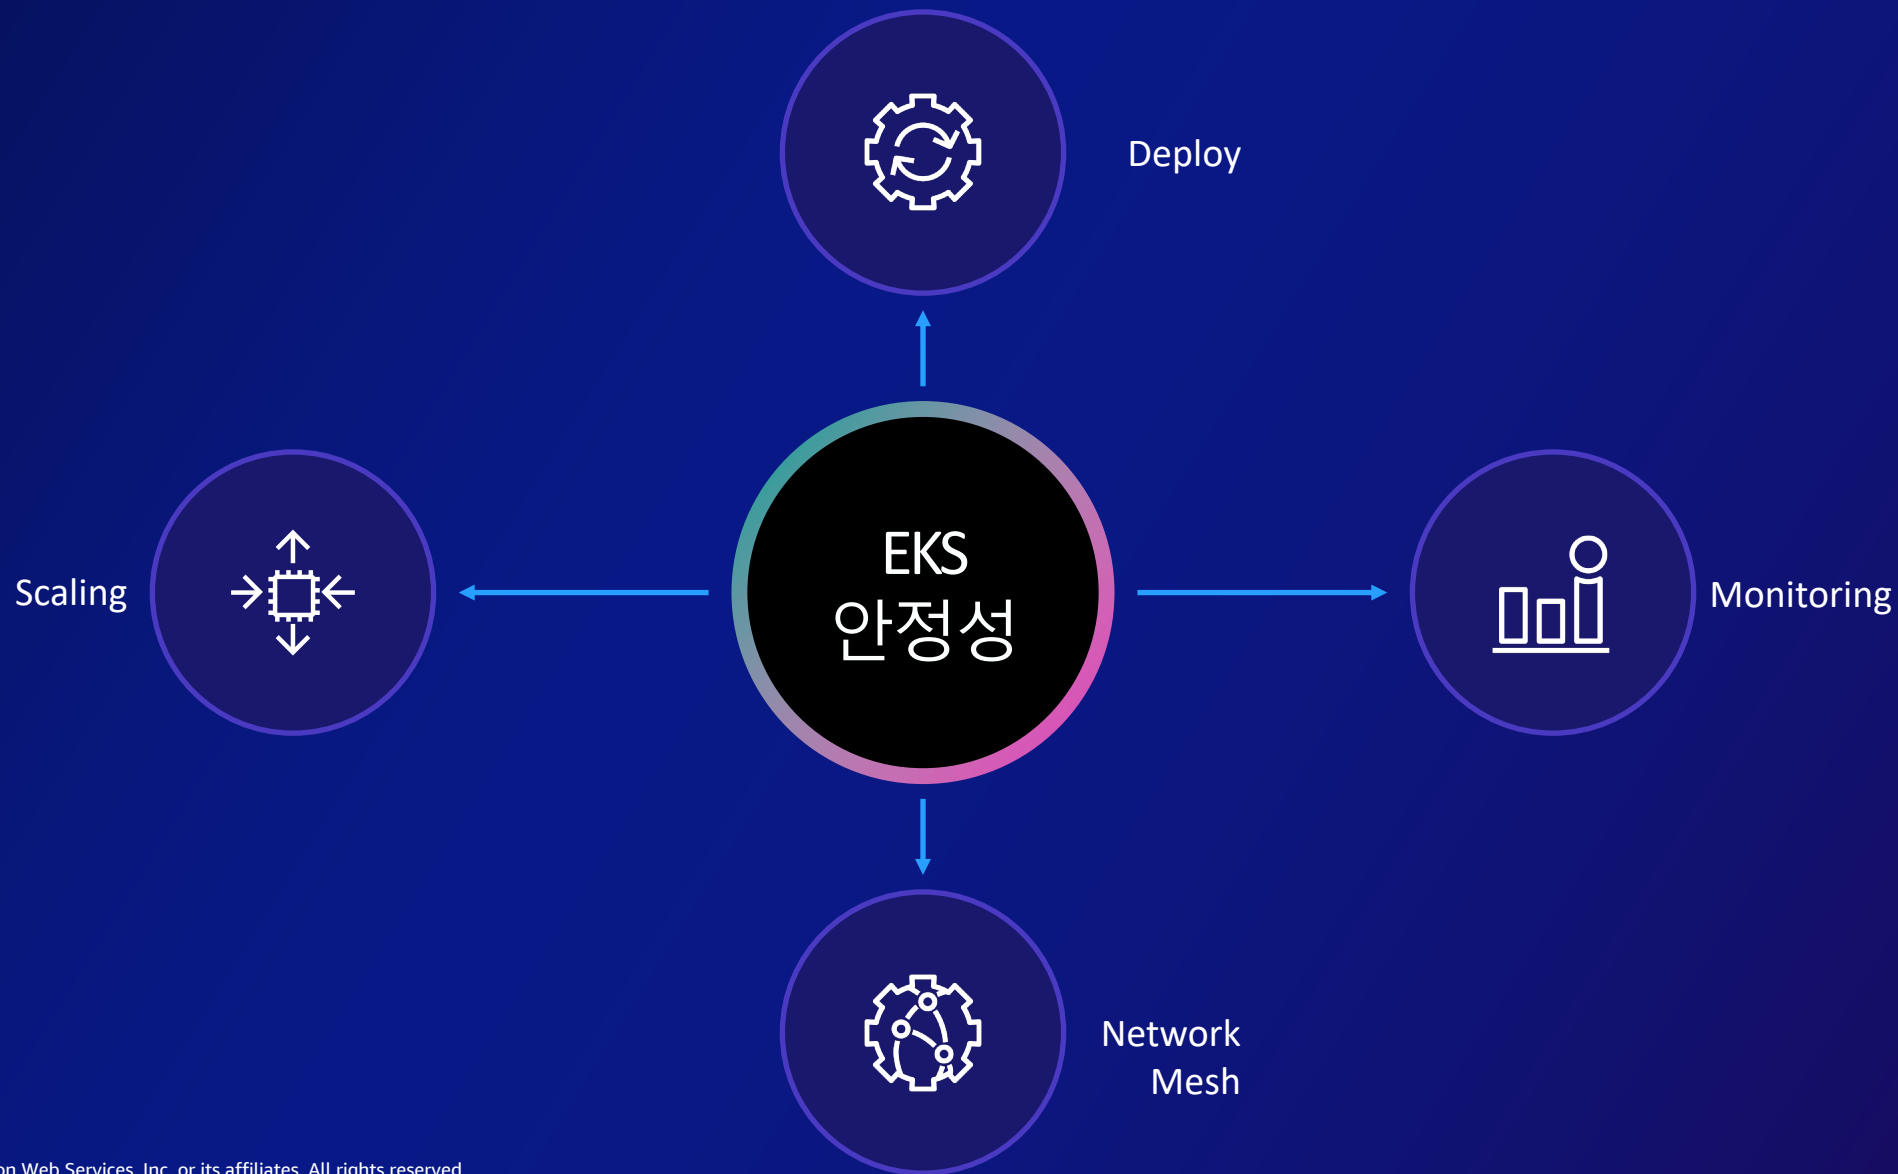 Deploy
EKS
안정성
Scaling
Monitoring
Network
Mesh
Web Services, Inc. or its affiliates. All rights reserved.